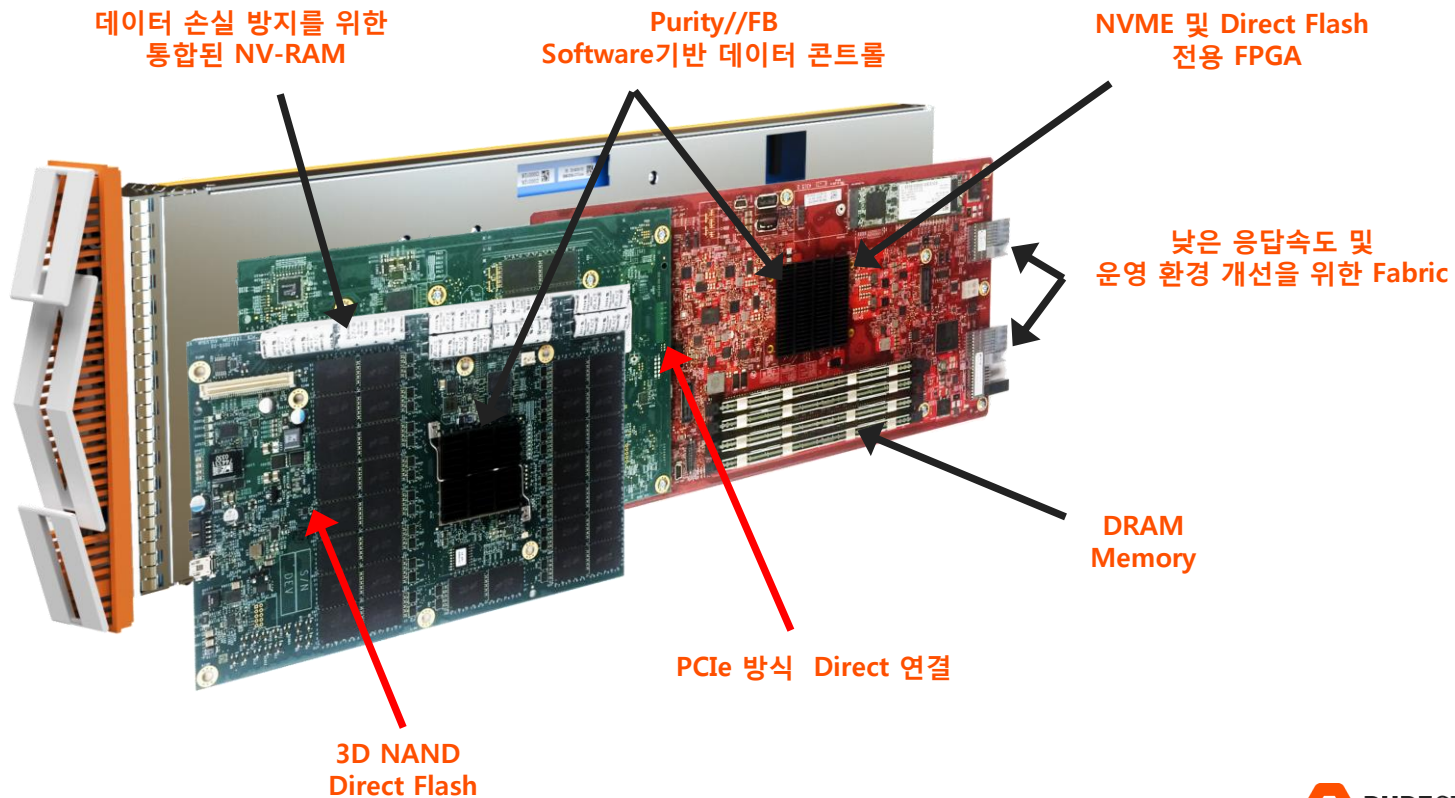 데이터 손실 방지를 위한
통합된 NV-RAM
Purity//FB
Software기반 데이터 콘트롤
NVME 및 Direct Flash
전용 FPGA
낮은 응답속도 및
운영 환경 개선을 위한 Fabric
DRAM
Memory
PCIe 방식 Direct 연결
3D NAND
Direct Flash
S/N
DEV